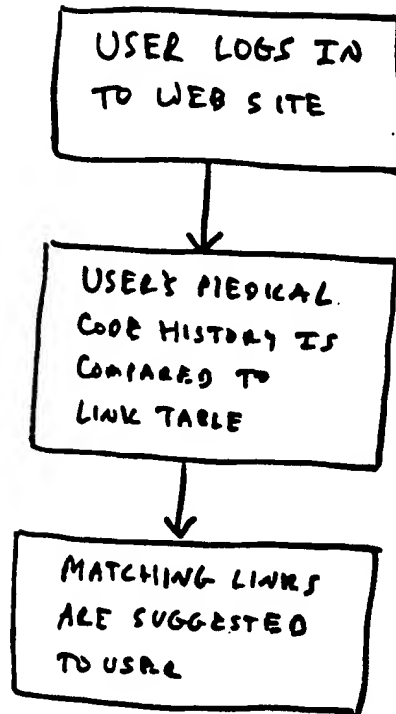 USER LOGS IN
TO WEB SITE
USER'S MEDICAL
CODE HISTORY IS
COMPARED TO
LINK TABLE
MATCHING LINKS
ARE SUGGESTED
TO USER